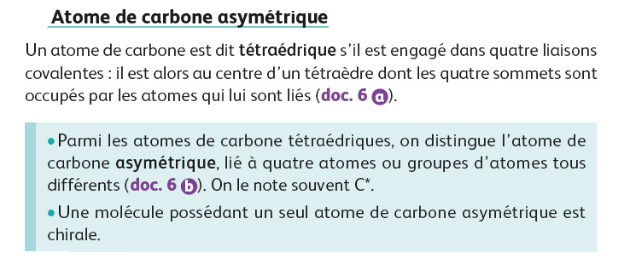 Atome de carbone asymétrique
Un atome de carbone est dit tétraédrique s'il est engagé dans quatre liaisons
covalentes : il est alors au centre d'un tétraèdre dont les quatre sommets sont
occupés par les atomes qui lui sont liés (doc. 6 a).
• Parmi les atomes de carbone tétraédriques, on distingue l'atome de
carbone asymétrique, lié à quatre atomes ou groupes d'atomes tous
différents (doc. 6 b). On le note souvent C*.
• Une molécule possédant un seul atome de carbone asymétrique est
chirale.